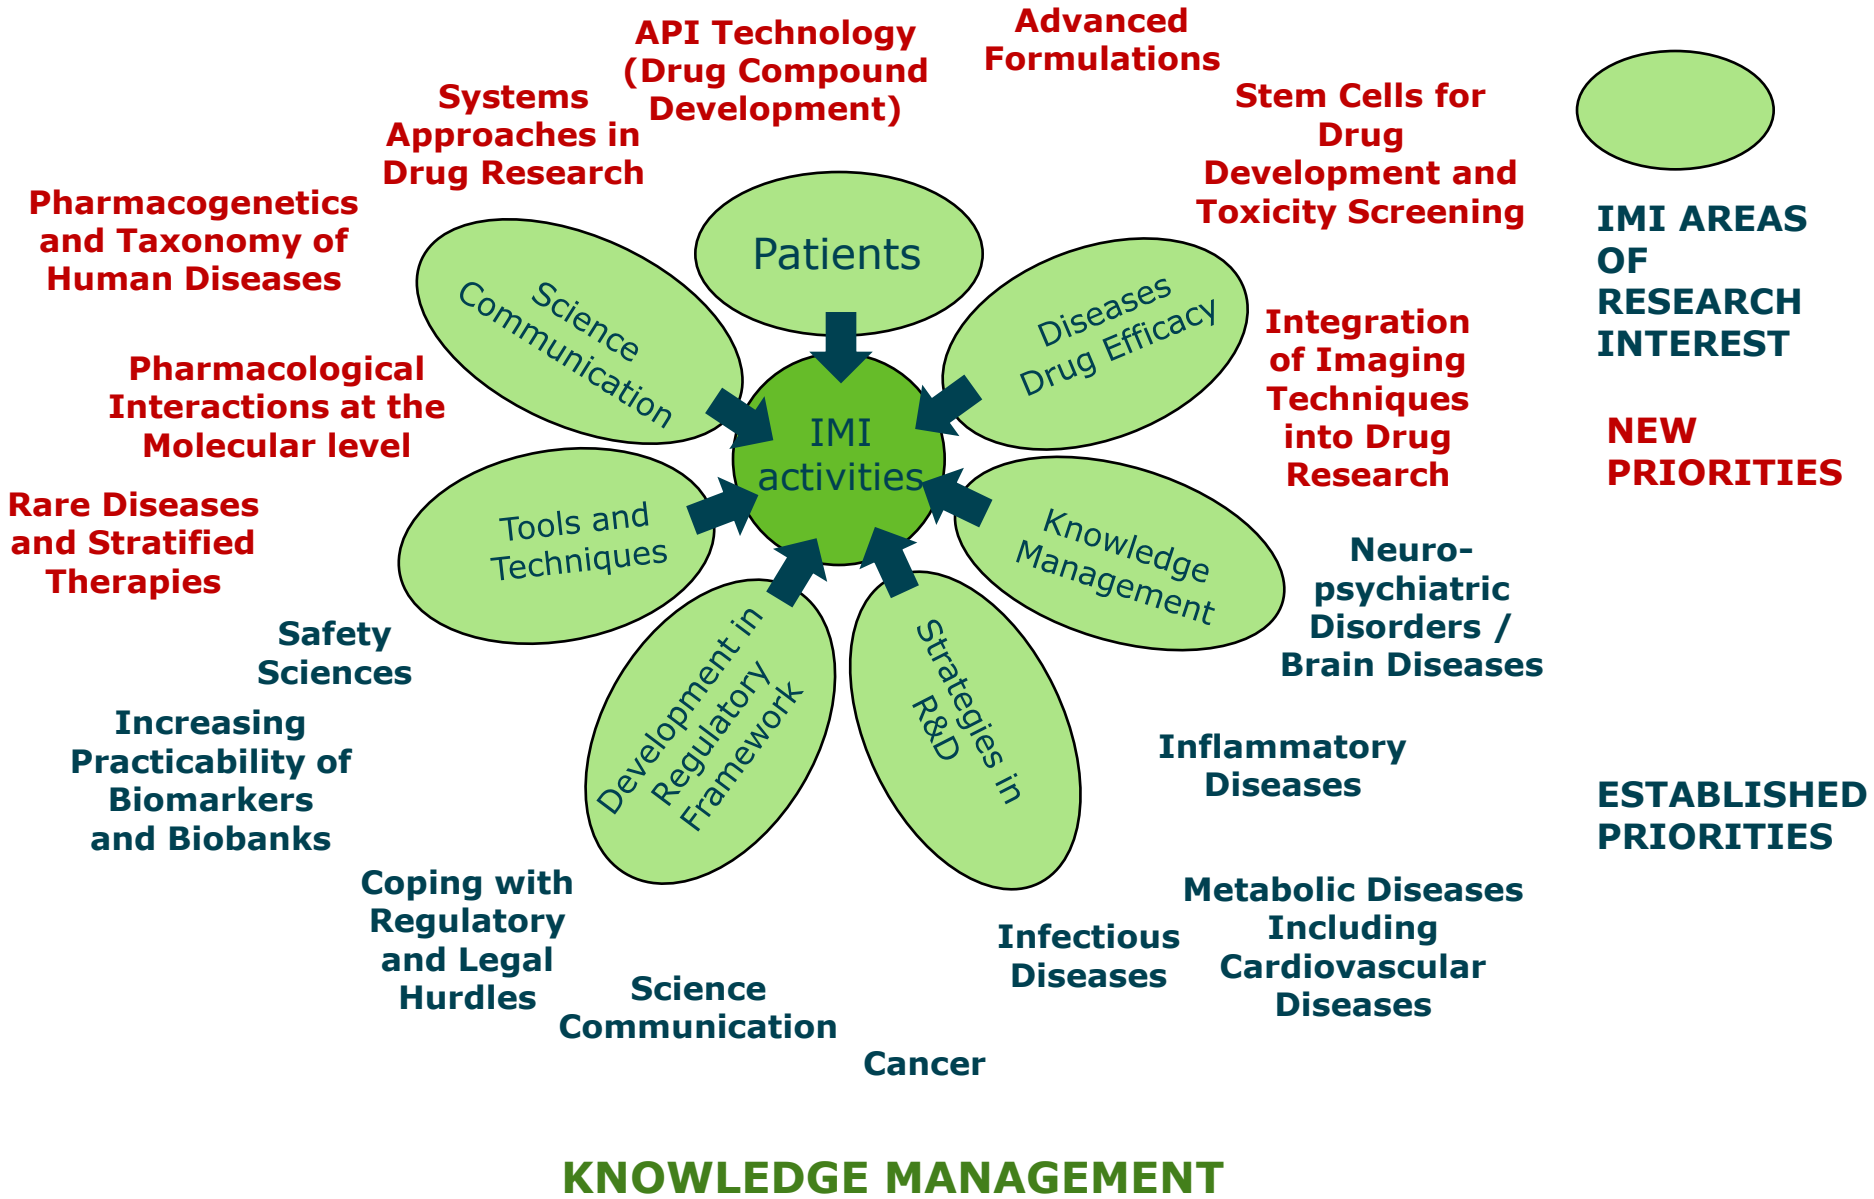 API Technology
(Drug Compound
Development)
Advanced
Formulations
Systems
Approaches in
Drug Research
Stem Cells for
Drug
Development and
Toxicity Screening
Pharmacogenetics
and Taxonomy of
Human Diseases
IMI AREAS
OF
RESEARCH
INTEREST
Patients
Science
Communication
Diseases
Drug Efficacy
Integration
of Imaging
Techniques
into Drug
Research
Pharmacological
Interactions at the
Molecular level
IMI
activities
NEW
PRIORITIES
Rare Diseases
and Stratified
Therapies
Tools and
Techniques
Knowledge
Management
Neuro-
psychiatric
Disorders /
Brain Diseases
Safety
Sciences
Development in
Regulatory
Framework
Strategies in
R&D
Increasing
Practicability of
Biomarkers
and Biobanks
Inflammatory
Diseases
ESTABLISHED
PRIORITIES
Coping with
Regulatory
and Legal
Hurdles
Science
Communication
Cancer
Infectious
Diseases
Metabolic Diseases
Including
Cardiovascular
Diseases
KNOWLEDGE MANAGEMENT